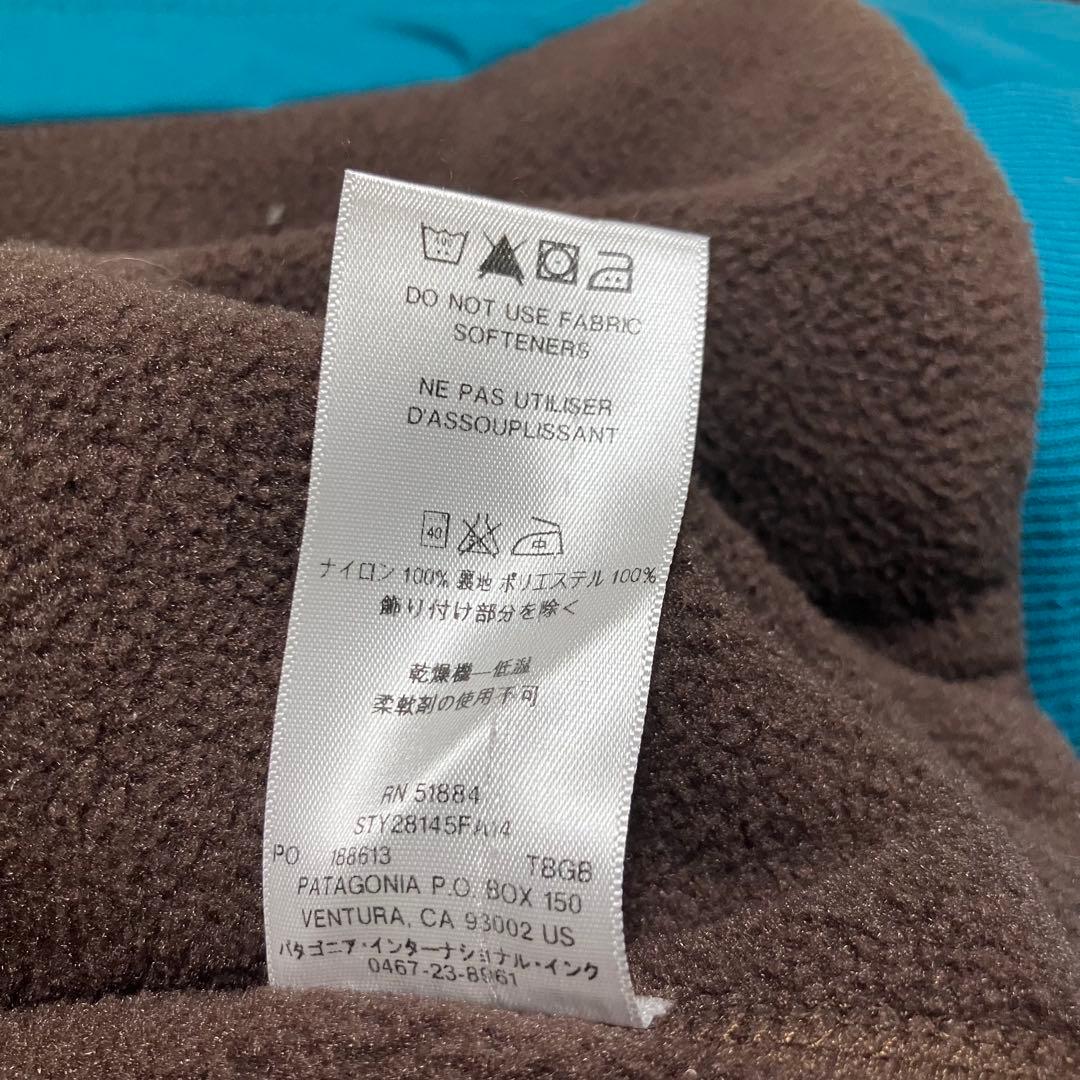 DO NOT USE FABRIC
SOFTENERS
NE PAS UTILISER
D'ASSOUPLISSANT
40
中
ナイロン 100% 裏地 ポリエステル 100%
飾り付け部分を除く
乾燥機―低温
柔軟剤の使用不可
RN 51884
STY28145FA14
PO 188613 T8G8
PATAGONIA P.O. BOX 150
VENTURA, CA 93002 US
パタゴニア・インターナショナル・インク
0467-23-8961